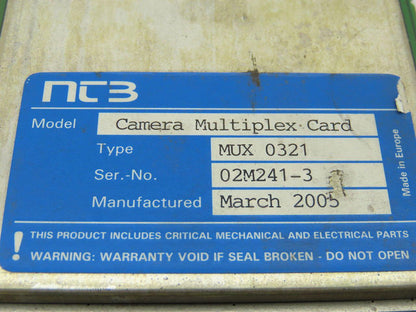 ntB
Model Camera Multiplex Card
Type MUX 0321
Ser.-No. 02M241-3
Manufactured March 2005
Made in Europe
! THIS PRODUCT INCLUDES CRITICAL MECHANICAL AND ELECTRICAL PARTS
WARNING: WARRANTY VOID IF SEAL BROKEN - DO NOT OPEN